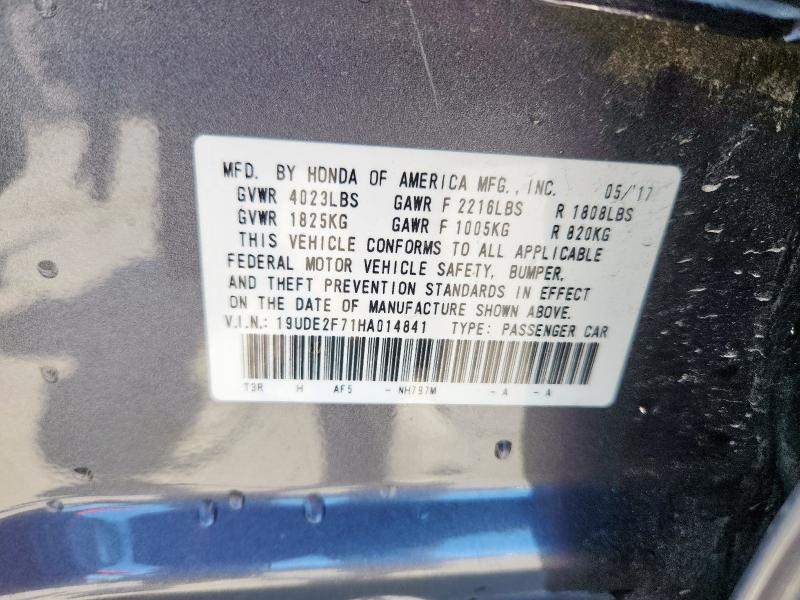 MFD. BY HONDA OF AMERICA MFG., INC. 05/'17
GVWR 4023LBS GAWR F 2216LBS R 1808LBS
GVWR 1825KG GAWR F 1005KG R 820KG
THIS VEHICLE CONFORMS TO ALL APPLICABLE
FEDERAL MOTOR VEHICLE SAFETY, BUMPER,
AND THEFT PREVENTION STANDARDS IN EFFECT
ON THE DATE OF MANUFACTURE SHOWN ABOVE.
V.I.N.: 19UDE2F71HA014841 TYPE: PASSENGER CAR
T3R H AF5 - NH797M - A - A